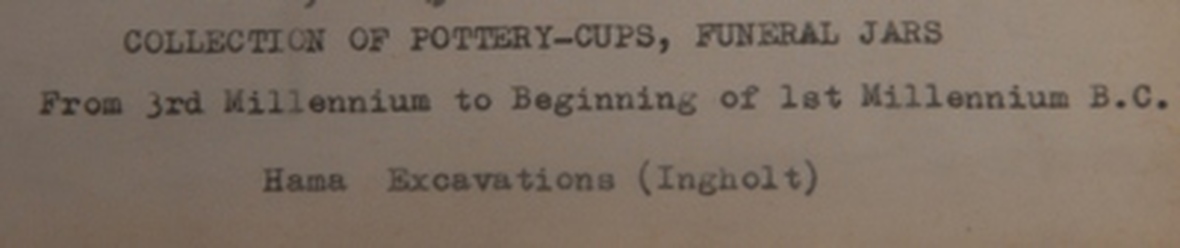 COLLECTION OF POTTERY-CUPS, FUNERAL JARS
From 3rd Millennium to Beginning of 1st Millennium B.C.
Hama Excavations (Ingholt)